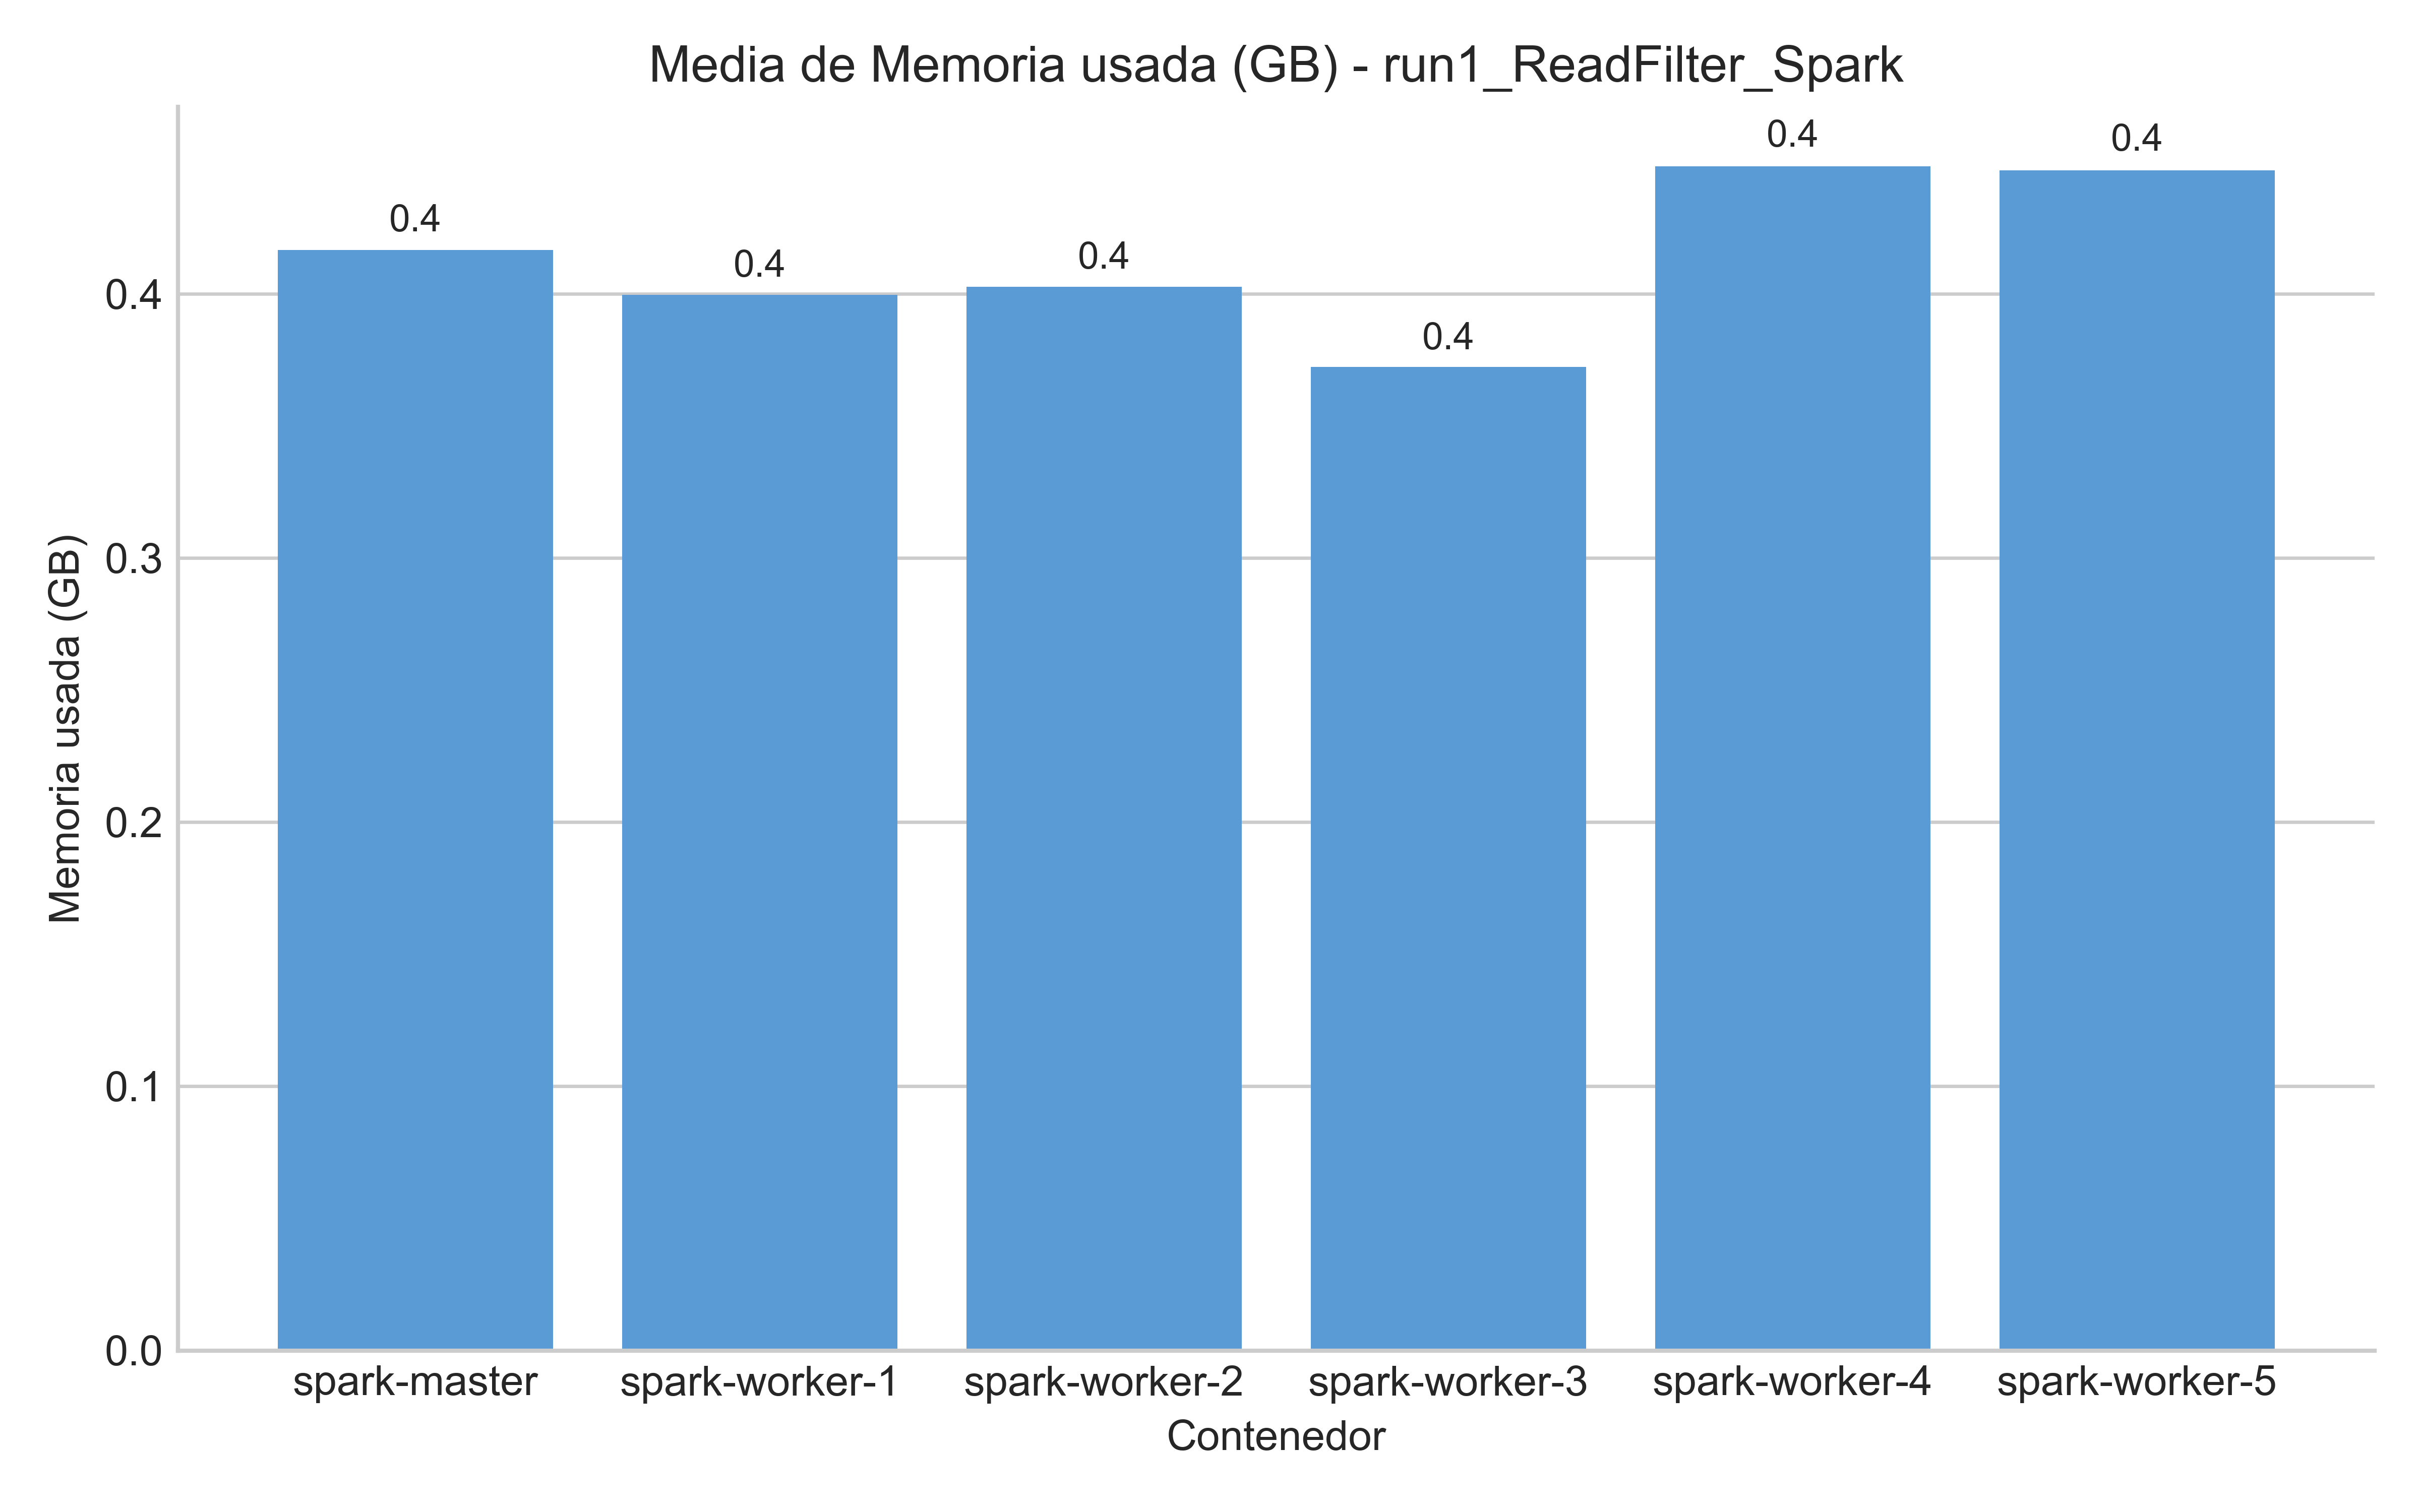 Media de Memoria usada (GB) - run1_ReadFilter_Spark
0.4
0.4
0.4
0.4
0.4
0.4
Memoria usada (GB)
0.4
0.3
0.2
0.1
0.0
spark-master
spark-worker-1
spark-worker-2
spark-worker-3
spark-worker-4
spark-worker-5
Contenedor